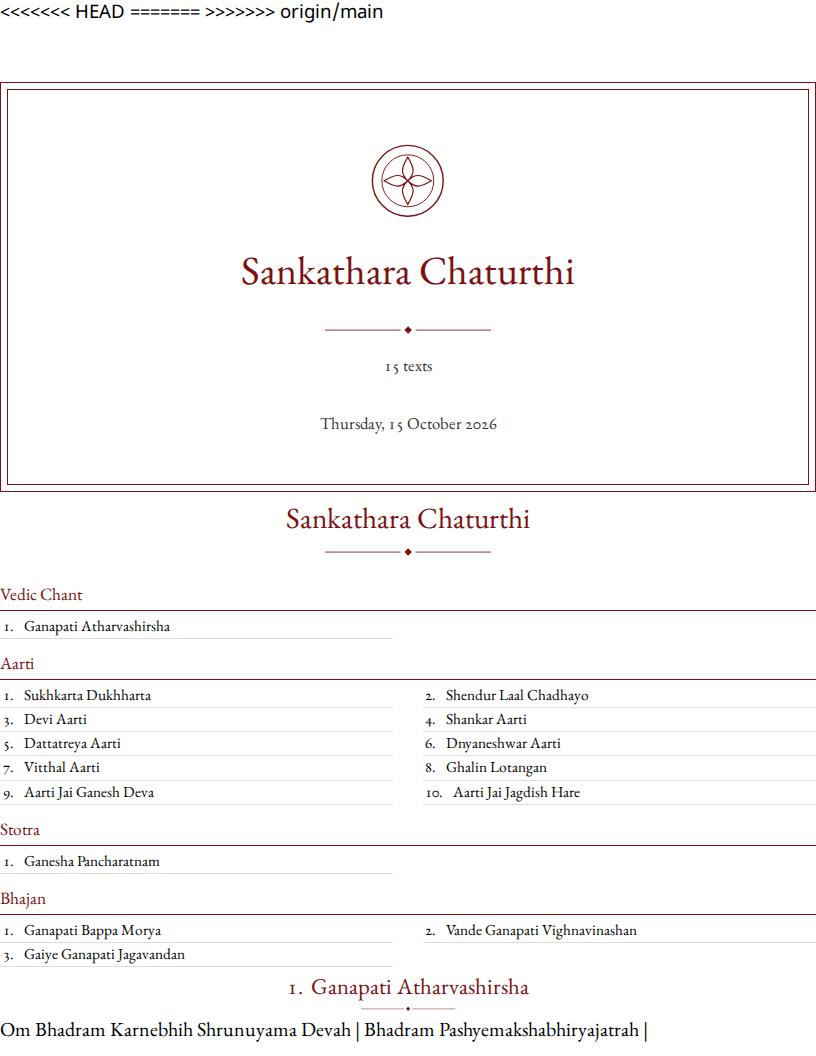 <<<<<<< HEAD ======= >>>>>>> origin/main
Sankathara Chaturthi
15 texts
Thursday, 15 October 2026
Sankathara Chaturthi
Vedic Chant
1. Ganapati Atharvashirsha
Aarti
1. Sukhkarta Dukhharta
2. Shendur Laal Chadhayo
3. Devi Aarti
4. Shankar Aarti
5. Dattatreya Aarti
6. Dnyaneshwar Aarti
7. Vitthal Aarti
8. Ghalin Lotangan
9. Aarti Jai Ganesh Deva
10. Aarti Jai Jagdish Hare
Stotra
1. Ganesha Pancharatnam
Bhajan
1. Ganapati Bappa Morya
2. Vande Ganapati Vighnavinashan
3. Gaiye Ganapati Jagavandan
1. Ganapati Atharvashirsha
Om Bhadram Karnebhih Shrunuyama Devah | Bhadram Pashyemakshabhiryajatrah |